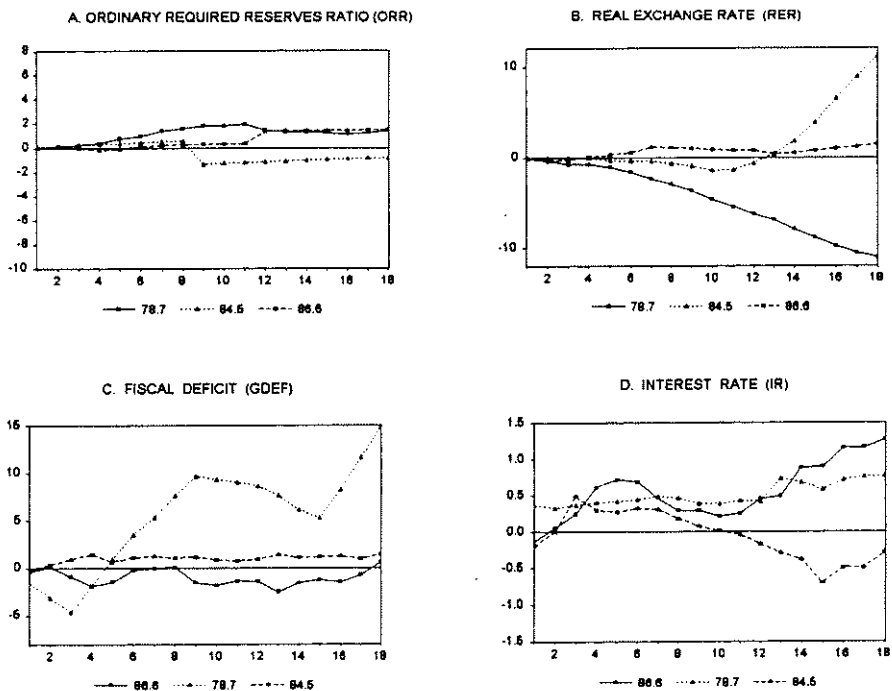 A. ORDINARY REQUIRED RESERVES RATIO (ORR)
8
6
4
2
0
-2
-4
-6
-8
-10
2 4 6 8 10 12 14 16 18
78.7 84.5 86.6
B. REAL EXCHANGE RATE (RER)
10
0
-10
2 4 6 8 10 12 14 16 18
78.7 84.5 86.6
C. FISCAL DEFICIT (GDEF)
15
10
5
0
-5
2 4 6 8 10 12 14 16 18
86.6 78.7 84.5
D. INTEREST RATE (IR)
1.5
1.0
0.5
0.0
-0.5
-1.0
-1.5
2 4 6 8 10 12 14 16 18
86.6 78.7 84.5